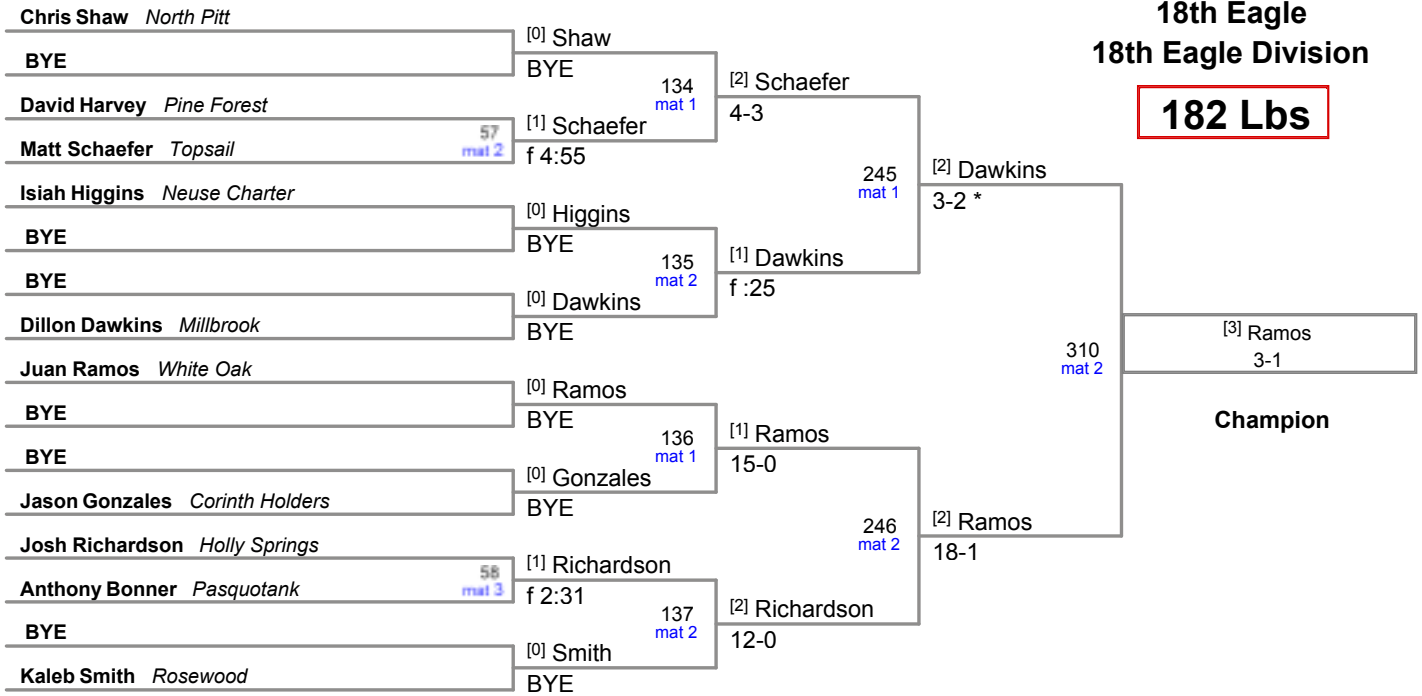 Chris Shaw North Pitt
BYE
David Harvey Pine Forest
57
mat 2
Matt Schaefer Topsail
Isiah Higgins Neuse Charter
BYE
BYE
Dillon Dawkins Millbrook
Juan Ramos White Oak
BYE
BYE
Jason Gonzales Corinth Holders
Josh Richardson Holly Springs
58
mat 3
Anthony Bonner Pasquotank
BYE
Kaleb Smith Rosewood
[0] Shaw
BYE
134
mat 1
[1] Schaefer
f 4:55
[0] Higgins
BYE
135
mat 2
[0] Dawkins
BYE
[0] Ramos
BYE
136
mat 1
[0] Gonzales
BYE
[1] Richardson
f 2:31
137
mat 2
[0] Smith
BYE
[2] Schaefer
4-3
245
mat 1
[1] Dawkins
f :25
[1] Ramos
15-0
246
mat 2
[2] Richardson
12-0
[2] Dawkins
3-2 *
310
mat 2
[2] Ramos
18-1
18th Eagle
18th Eagle Division
182 Lbs
[3] Ramos
3-1
Champion